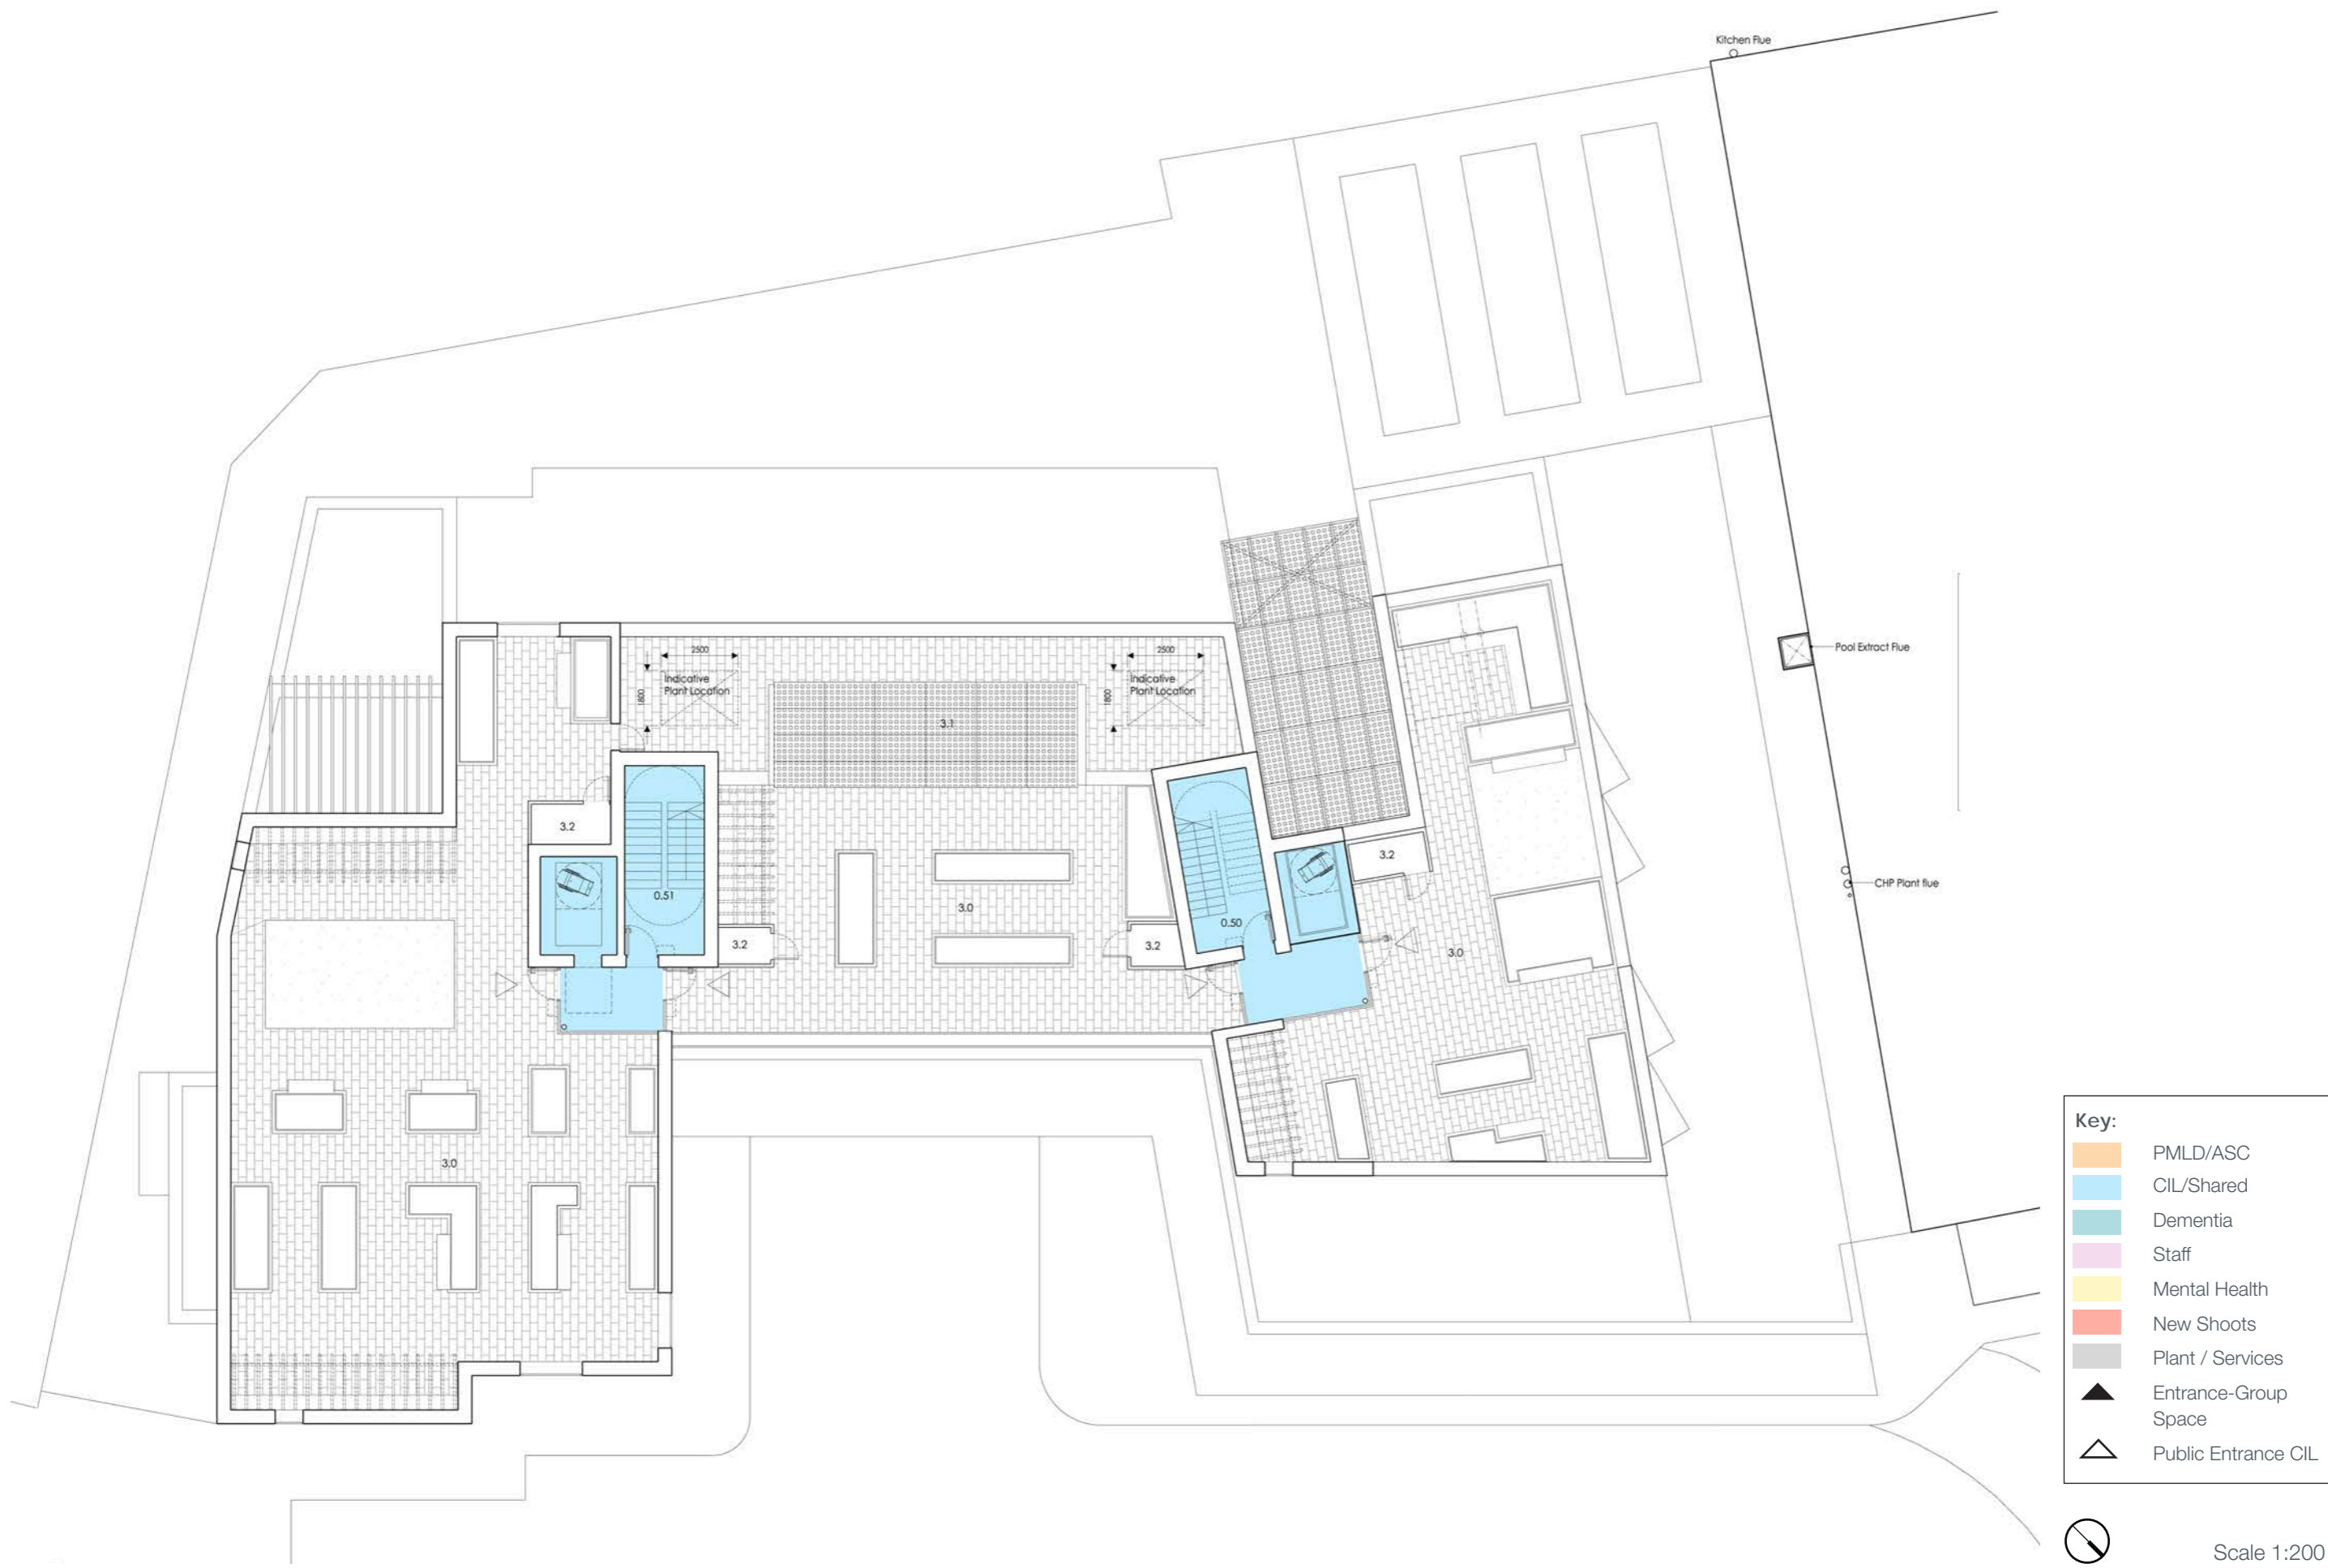 Kitchen Flue
Pool Extract Flue
2500
2500
Indicative
Plant Location
Indicative
Plant Location
1800
1800
3.1
3.2
3.2
CHP Plant flue
0.51
3.0
0.50
3.2
3.2
3.0
3.0
Key:
PMLD/ASC
CIL/Shared
Dementia
Staff
Mental Health
New Shoots
Plant / Services
Entrance-Group
Space
Public Entrance CIL
Scale 1:200